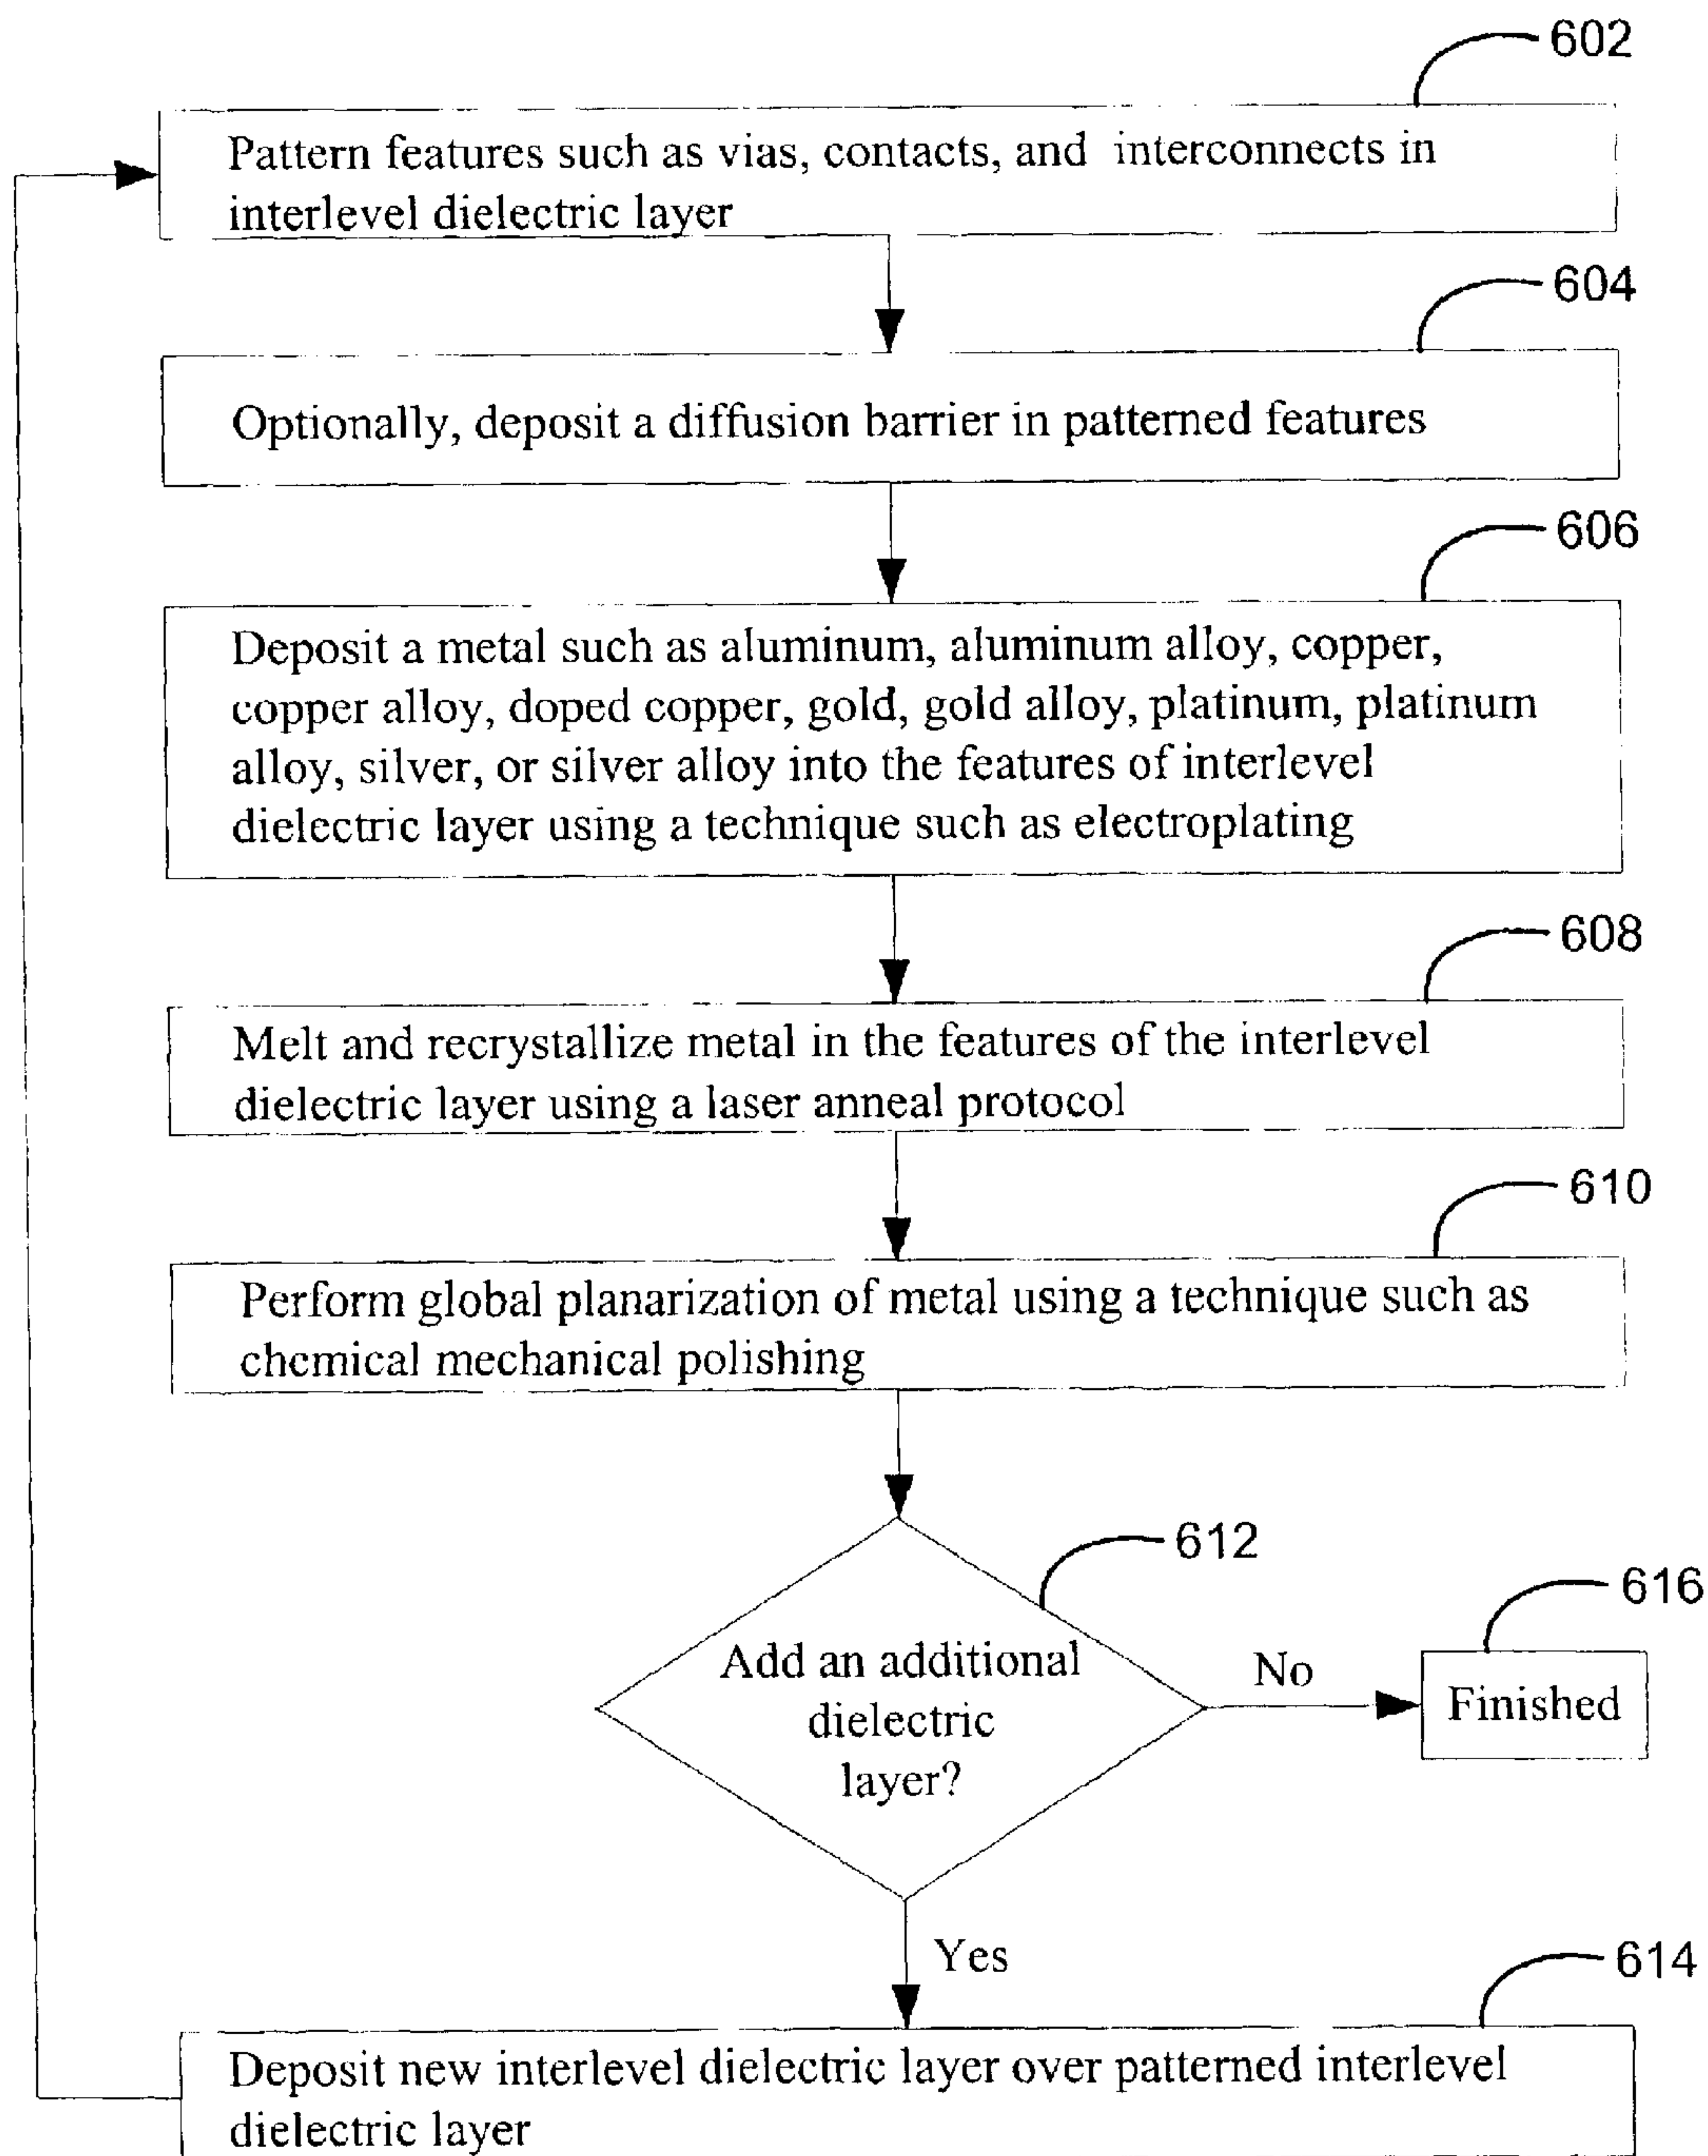 602
Pattern features such as vias, contacts, and interconnects in
interlevel dielectric layer
604
Optionally, deposit a diffusion barrier in patterned features
606
Deposit a metal such as aluminum, aluminum alloy, copper,
copper alloy, doped copper, gold, gold alloy, platinum, platinum
alloy, silver, or silver alloy into the features of interlevel
dielectric layer using a technique such as electroplating
608
Melt and recrystallize metal in the features of the interlevel
dielectric layer using a laser anneal protocol
610
Perform global planarization of metal using a technique such as
chemical mechanical polishing
612
616
Add an additional
dielectric
layer?
No
Finished
Yes
614
Deposit new interlevel dielectric layer over patterned interlevel
dielectric layer